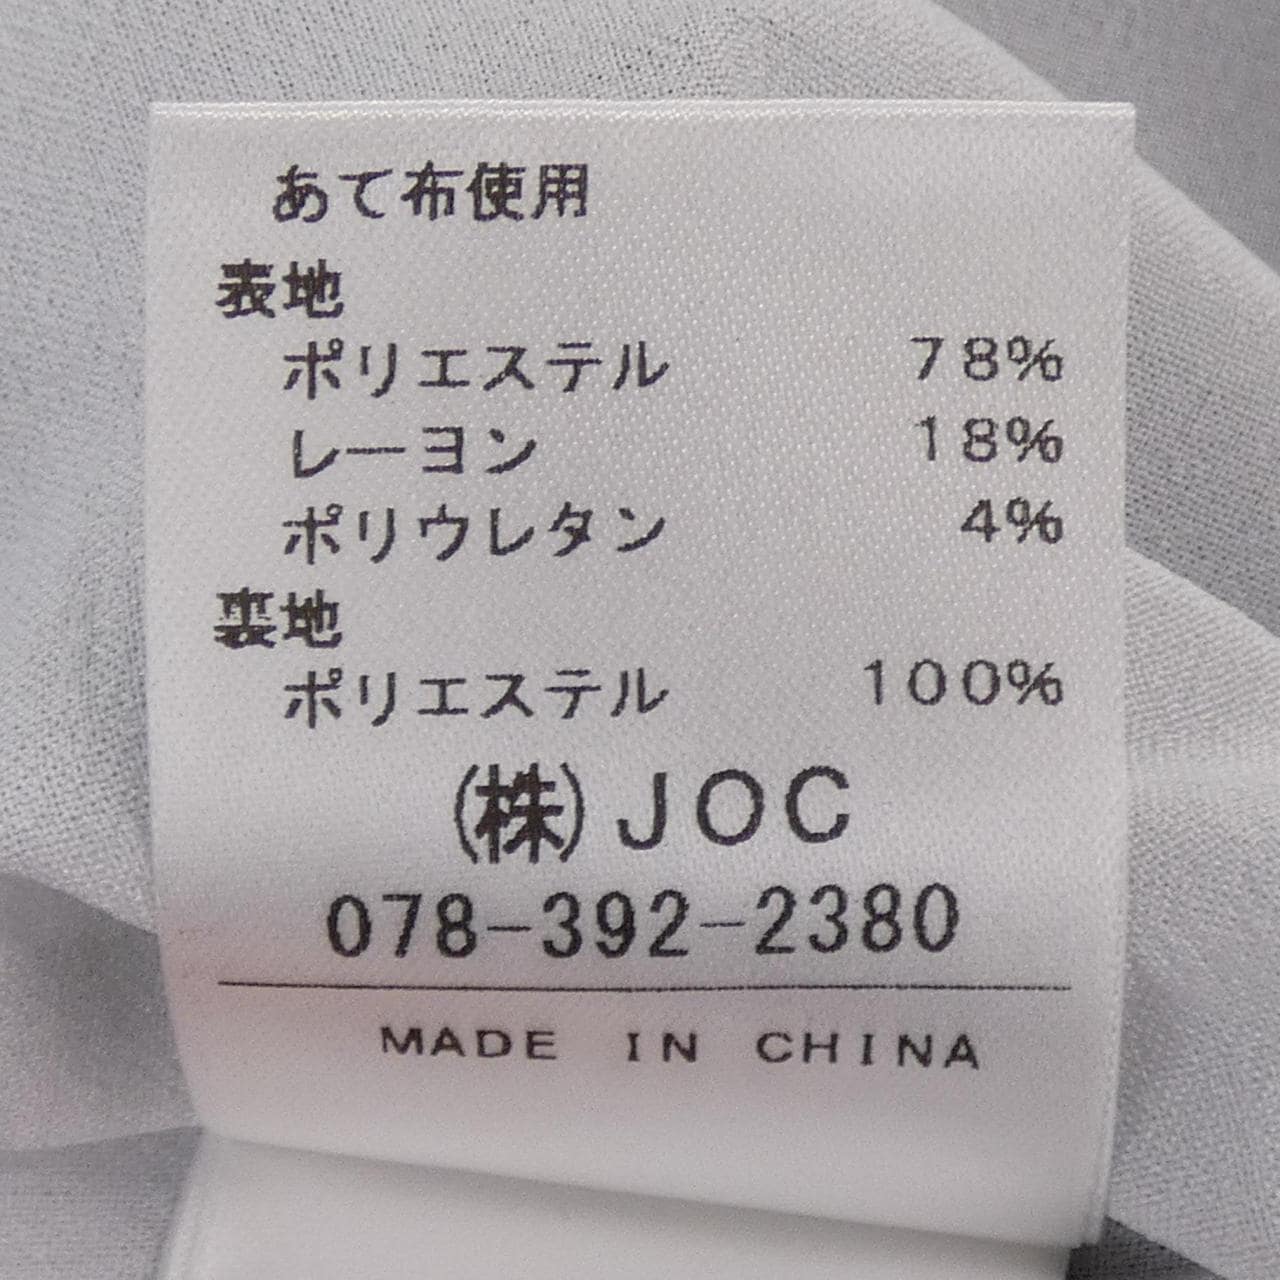 あて布使用
表地
ポリエステル 78%
レーヨン 18%
ポリウレタン 4%
裏地
ポリエステル 100%
(株)JOC
078-392-2380
MADE IN CHINA